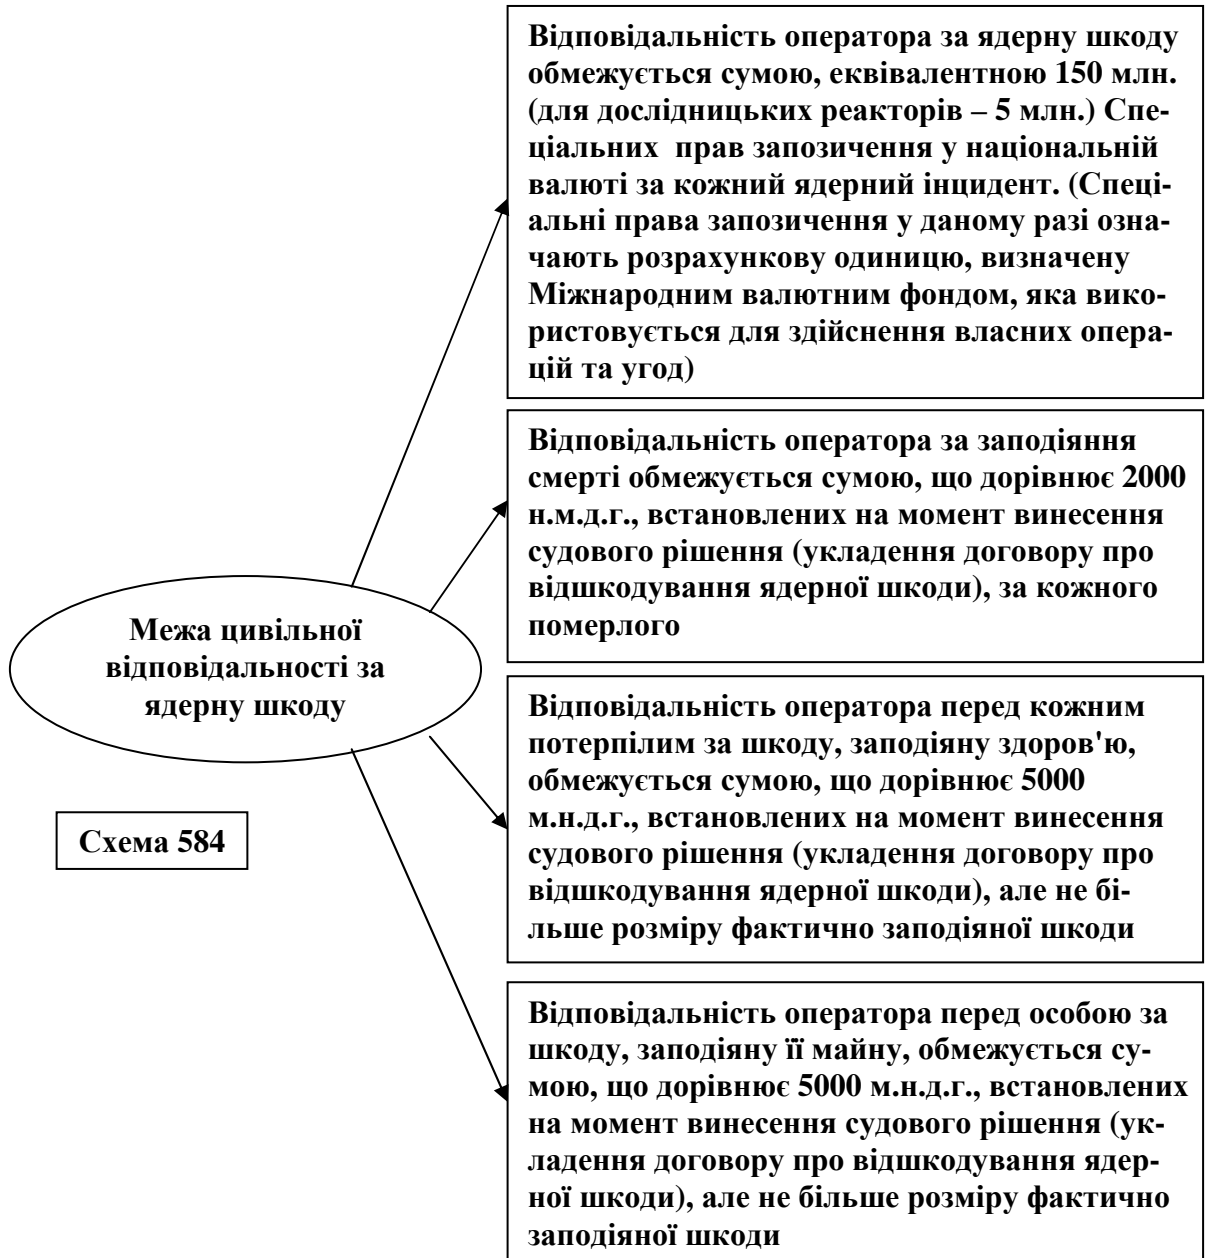 Відповідальність оператора за ядерну шкоду
обмежується сумою, еквівалентною 150 млн.
(для дослідницьких реакторів – 5 млн.) Спе-
ціальних прав запозичення у національній
валюті за кожний ядерний інцидент. (Спеці-
альні права запозичення у даному разі озна-
чають розрахункову одиницю, визначену
Міжнародним валютним фондом, яка вико-
ристовується для здійснення власних опера-
цій та угод)
Відповідальність оператора за заподіяння
смерті обмежується сумою, що дорівнює 2000
н.м.д.г., встановлених на момент винесення
судового рішення (укладення договору про
відшкодування ядерної шкоди), за кожного
померлого
Межа цивільної
відповідальності за
ядерну шкоду
Відповідальність оператора перед кожним
потерпілим за шкоду, заподіяну здоров'ю,
обмежується сумою, що дорівнює 5000
м.н.д.г., встановлених на момент винесення
судового рішення (укладення договору про
відшкодування ядерної шкоди), але не бі-
льше розміру фактично заподіяної шкоди
Схема 584
Відповідальність оператора перед особою за
шкоду, заподіяну її майну, обмежується су-
мою, що дорівнює 5000 м.н.д.г., встановлених
на момент винесення судового рішення (ук-
ладення договору про відшкодування ядер-
ної шкоди), але не більше розміру фактично
заподіяної шкоди